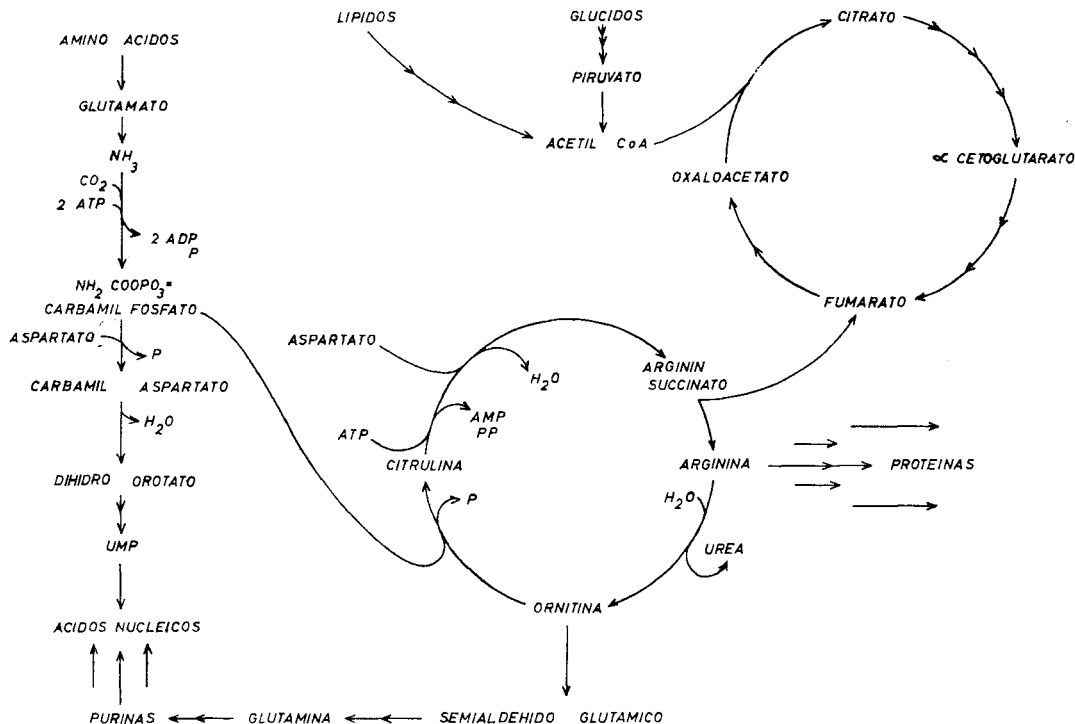 AMINO ACIDOS
GLUTAMATO
NH3
CO2
2 ATP
2 ADP
P
NH2 COOPO3=
CARBAMIL FOSFATO
ASPARTATO
P
CARBAMIL ASPARTATO
H2O
DIHIDRO OROTATO
UMP
ACIDOS NUCLEICOS
PURINAS
GLUTAMINA
SEMIALDEHIDO GLUTAMICO
LIPIDOS
GLUCIDOS
PIRUVATO
ACETIL CoA
CITRATO
∝ CETOGLUTARATO
OXALOACETATO
FUMARATO
ASPARTATO
H2O
ARGININ
SUCCINATO
ATP
AMP
PP
CITRULINA
ARGININA
PROTEINAS
P
H2O
UREA
ORNITINA